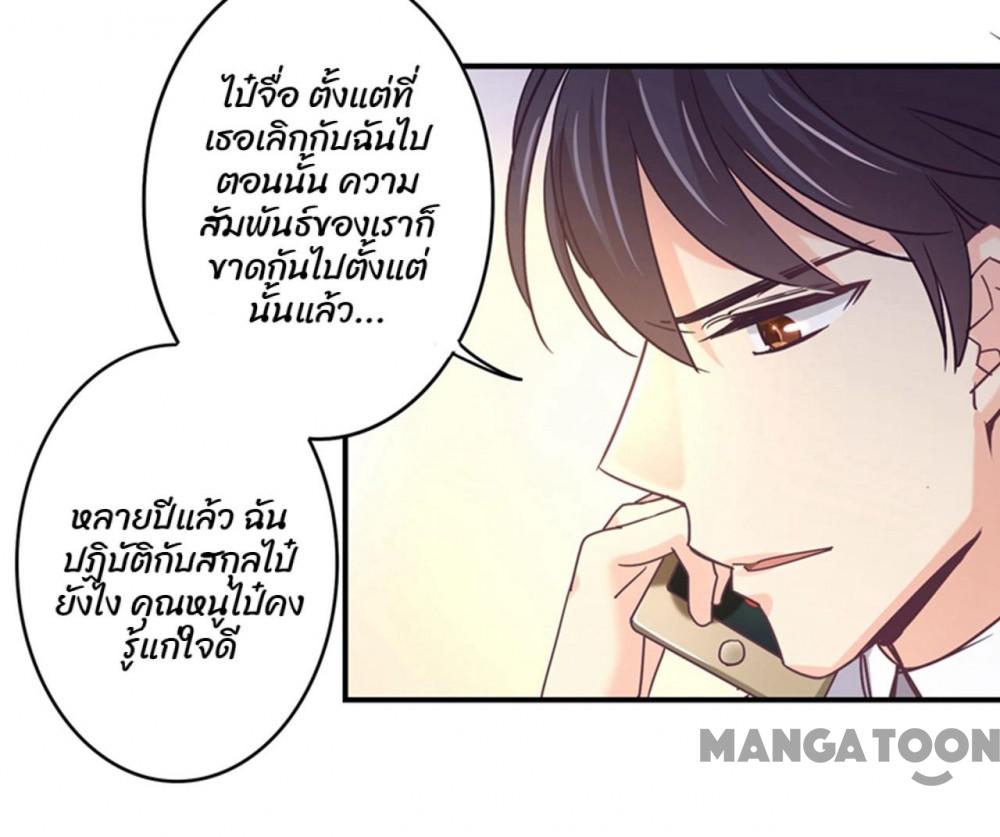 ไป๋จื่อ ตั้งแต่ที่
เธอเลิกกับฉันไป
ตอนนั้น ความ
สัมพันธ์ของเราก็
ขาดกันไปตั้งแต่
นั้นแล้ว...
หลายปีแล้ว ฉัน
ปฏิบัติกับสกุลไป๋
ยังไง คุณหนูไป๋คง
รู้แก่ใจดี
MANGATOON